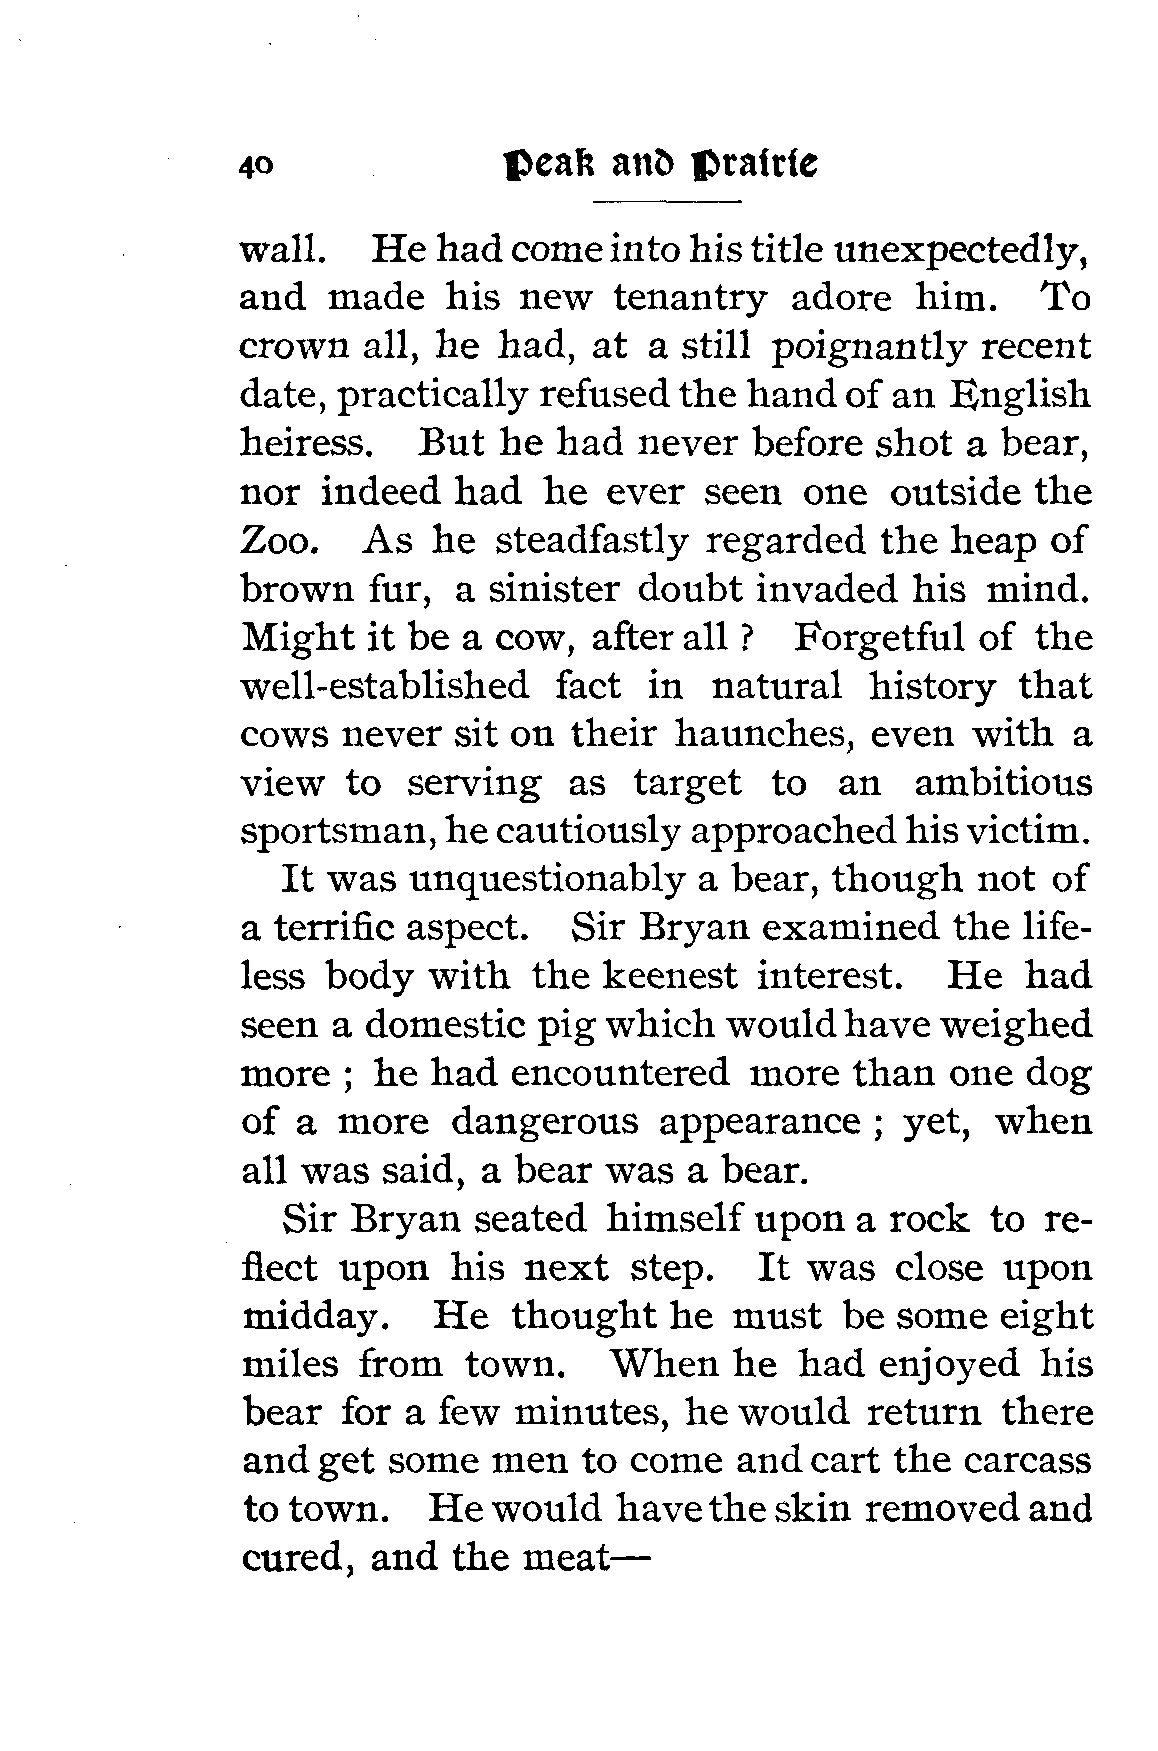 40 Peak and Prairie
wall. He had come into his title unexpectedly,
and made his new tenantry adore him. To
crown all, he had, at a still poignantly recent
date, practically refused the hand of an English
heiress. But he had never before shot a bear,
nor indeed had he ever seen one outside the
Zoo. As he steadfastly regarded the heap of
brown fur, a sinister doubt invaded his mind.
Might it be a cow, after all ? Forgetful of the
well-established fact in natural history that
cows never sit on their haunches, even with a
view to serving as target to an ambitious
sportsman, he cautiously approached his victim.
It was unquestionably a bear, though not of
a terrific aspect. Sir Bryan examined the life-
less body with the keenest interest. He had
seen a domestic pig which would have weighed
more ; he had encountered more than one dog
of a more dangerous appearance ; yet, when
all was said, a bear was a bear.
Sir Bryan seated himself upon a rock to re-
flect upon his next step. It was close upon
midday. He thought he must be some eight
miles from town. When he had enjoyed his
bear for a few minutes, he would return there
and get some men to come and cart the carcass
to town. He would have the skin removed and
cured, and the meat—